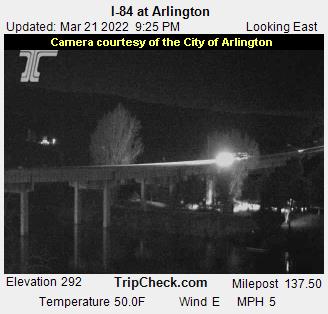 I-84 at Arlington
Updated: Mar 21 2022 9:25 PM Looking East
Camera courtesy of the City of Arlington
Elevation 292 TripCheck.com Milepost 137.50
Temperature 50.0F Wind E MPH 5